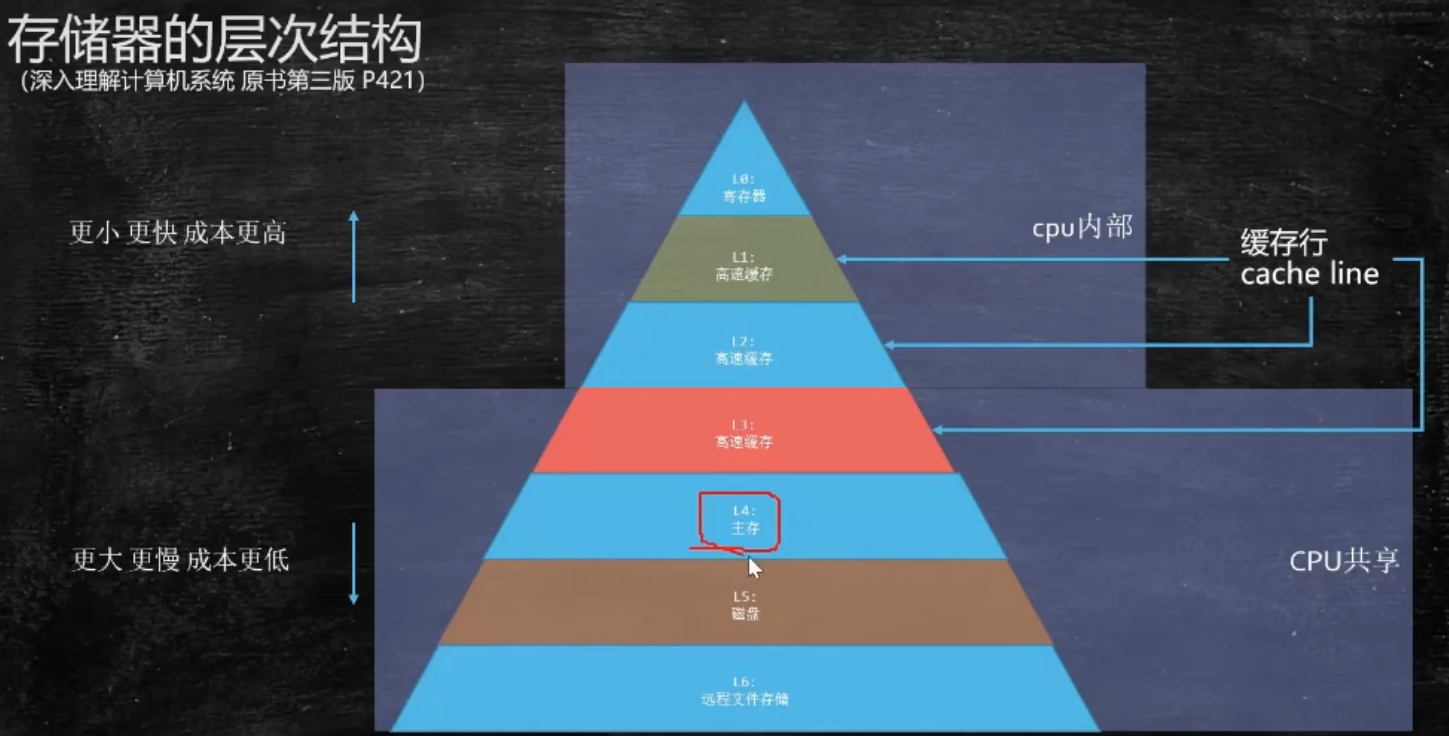 存储器的层次结构
（深入理解计算机系统 原书第三版 P421）
L0:
寄存器
更小 更快 成本更高
cpu内部
缓存行
cache line
L1:
高速缓存
L2:
高速缓存
L3:
高速缓存
L4:
主存
更大 更慢 成本更低
CPU共享
L5:
磁盘
L6:
远程文件存储